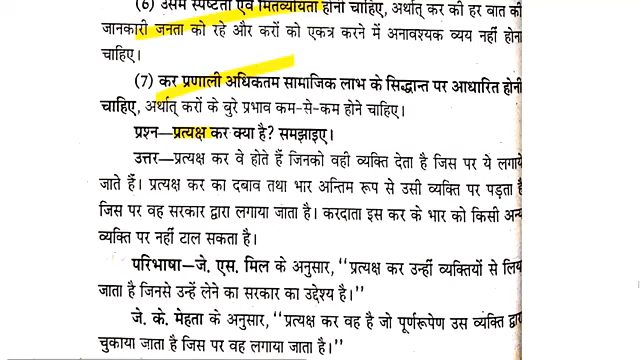 (6) उसमें स्पष्टता एवं मितव्ययिता होनी चाहिए, अर्थात् कर की हर बात की
जानकारी जनता को रहे और करों को एकत्र करने में अनावश्यक व्यय नहीं होना
चाहिए।
(7) कर प्रणाली अधिकतम सामाजिक लाभ के सिद्धान्त पर आधारित होनी
चाहिए, अर्थात् करों के बुरे प्रभाव कम-से-कम होने चाहिए।
प्रश्न—प्रत्यक्ष कर क्या है? समझाइए।
उत्तर—प्रत्यक्ष कर वे होते हैं जिनको वही व्यक्ति देता है जिस पर ये लगाये
जाते हैं। प्रत्यक्ष कर का दबाव तथा भार अन्तिम रूप से उसी व्यक्ति पर पड़ता है
जिस पर वह सरकार द्वारा लगाया जाता है। करदाता इस कर के भार को किसी अन्य
व्यक्ति पर नहीं टाल सकता है।
परिभाषा—जे. एस. मिल के अनुसार, "प्रत्यक्ष कर उन्हीं व्यक्तियों से लिया
जाता है जिनसे उन्हें लेने का सरकार का उद्देश्य है।"
जे. के. मेहता के अनुसार, "प्रत्यक्ष कर वह है जो पूर्णरूपेण उस व्यक्ति द्वारा
चुकाया जाता है जिस पर वह लगाया जाता है।"